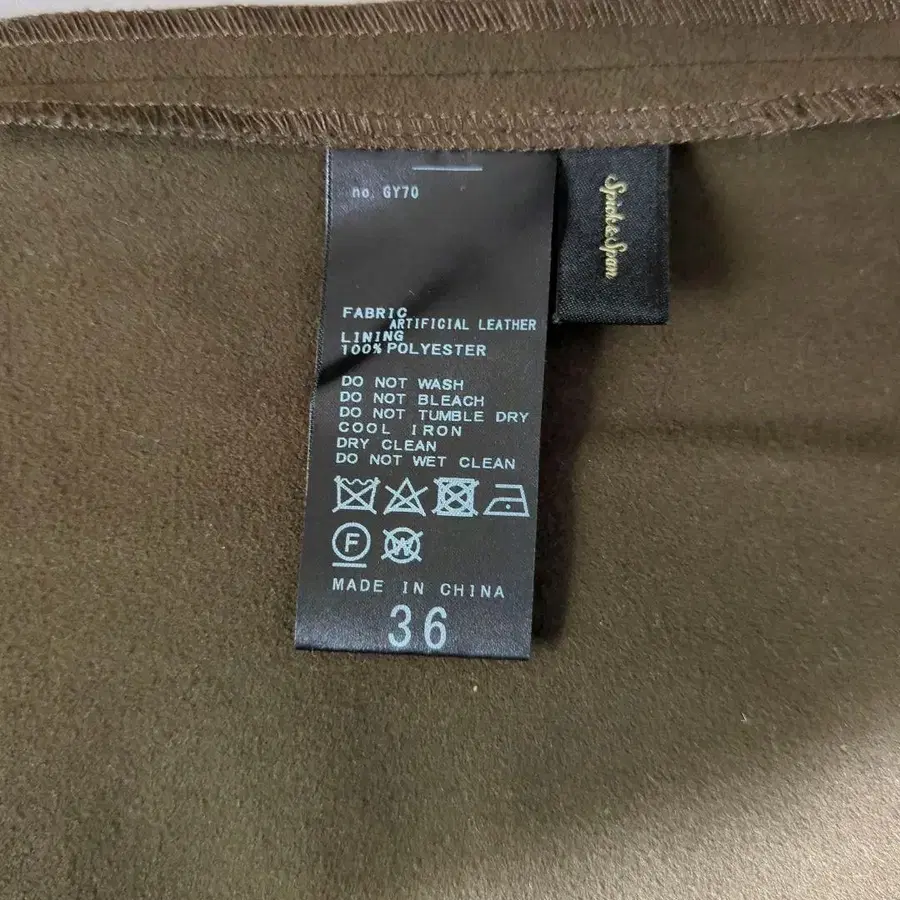 no. GY70
Spick&Span
FABRIC
ARTIFICIAL LEATHER
LINING
100% POLYESTER
DO NOT WASH
DO NOT BLEACH
DO NOT TUMBLE DRY
COOL IRON
DRY CLEAN
DO NOT WET CLEAN
F
W
MADE IN CHINA
36